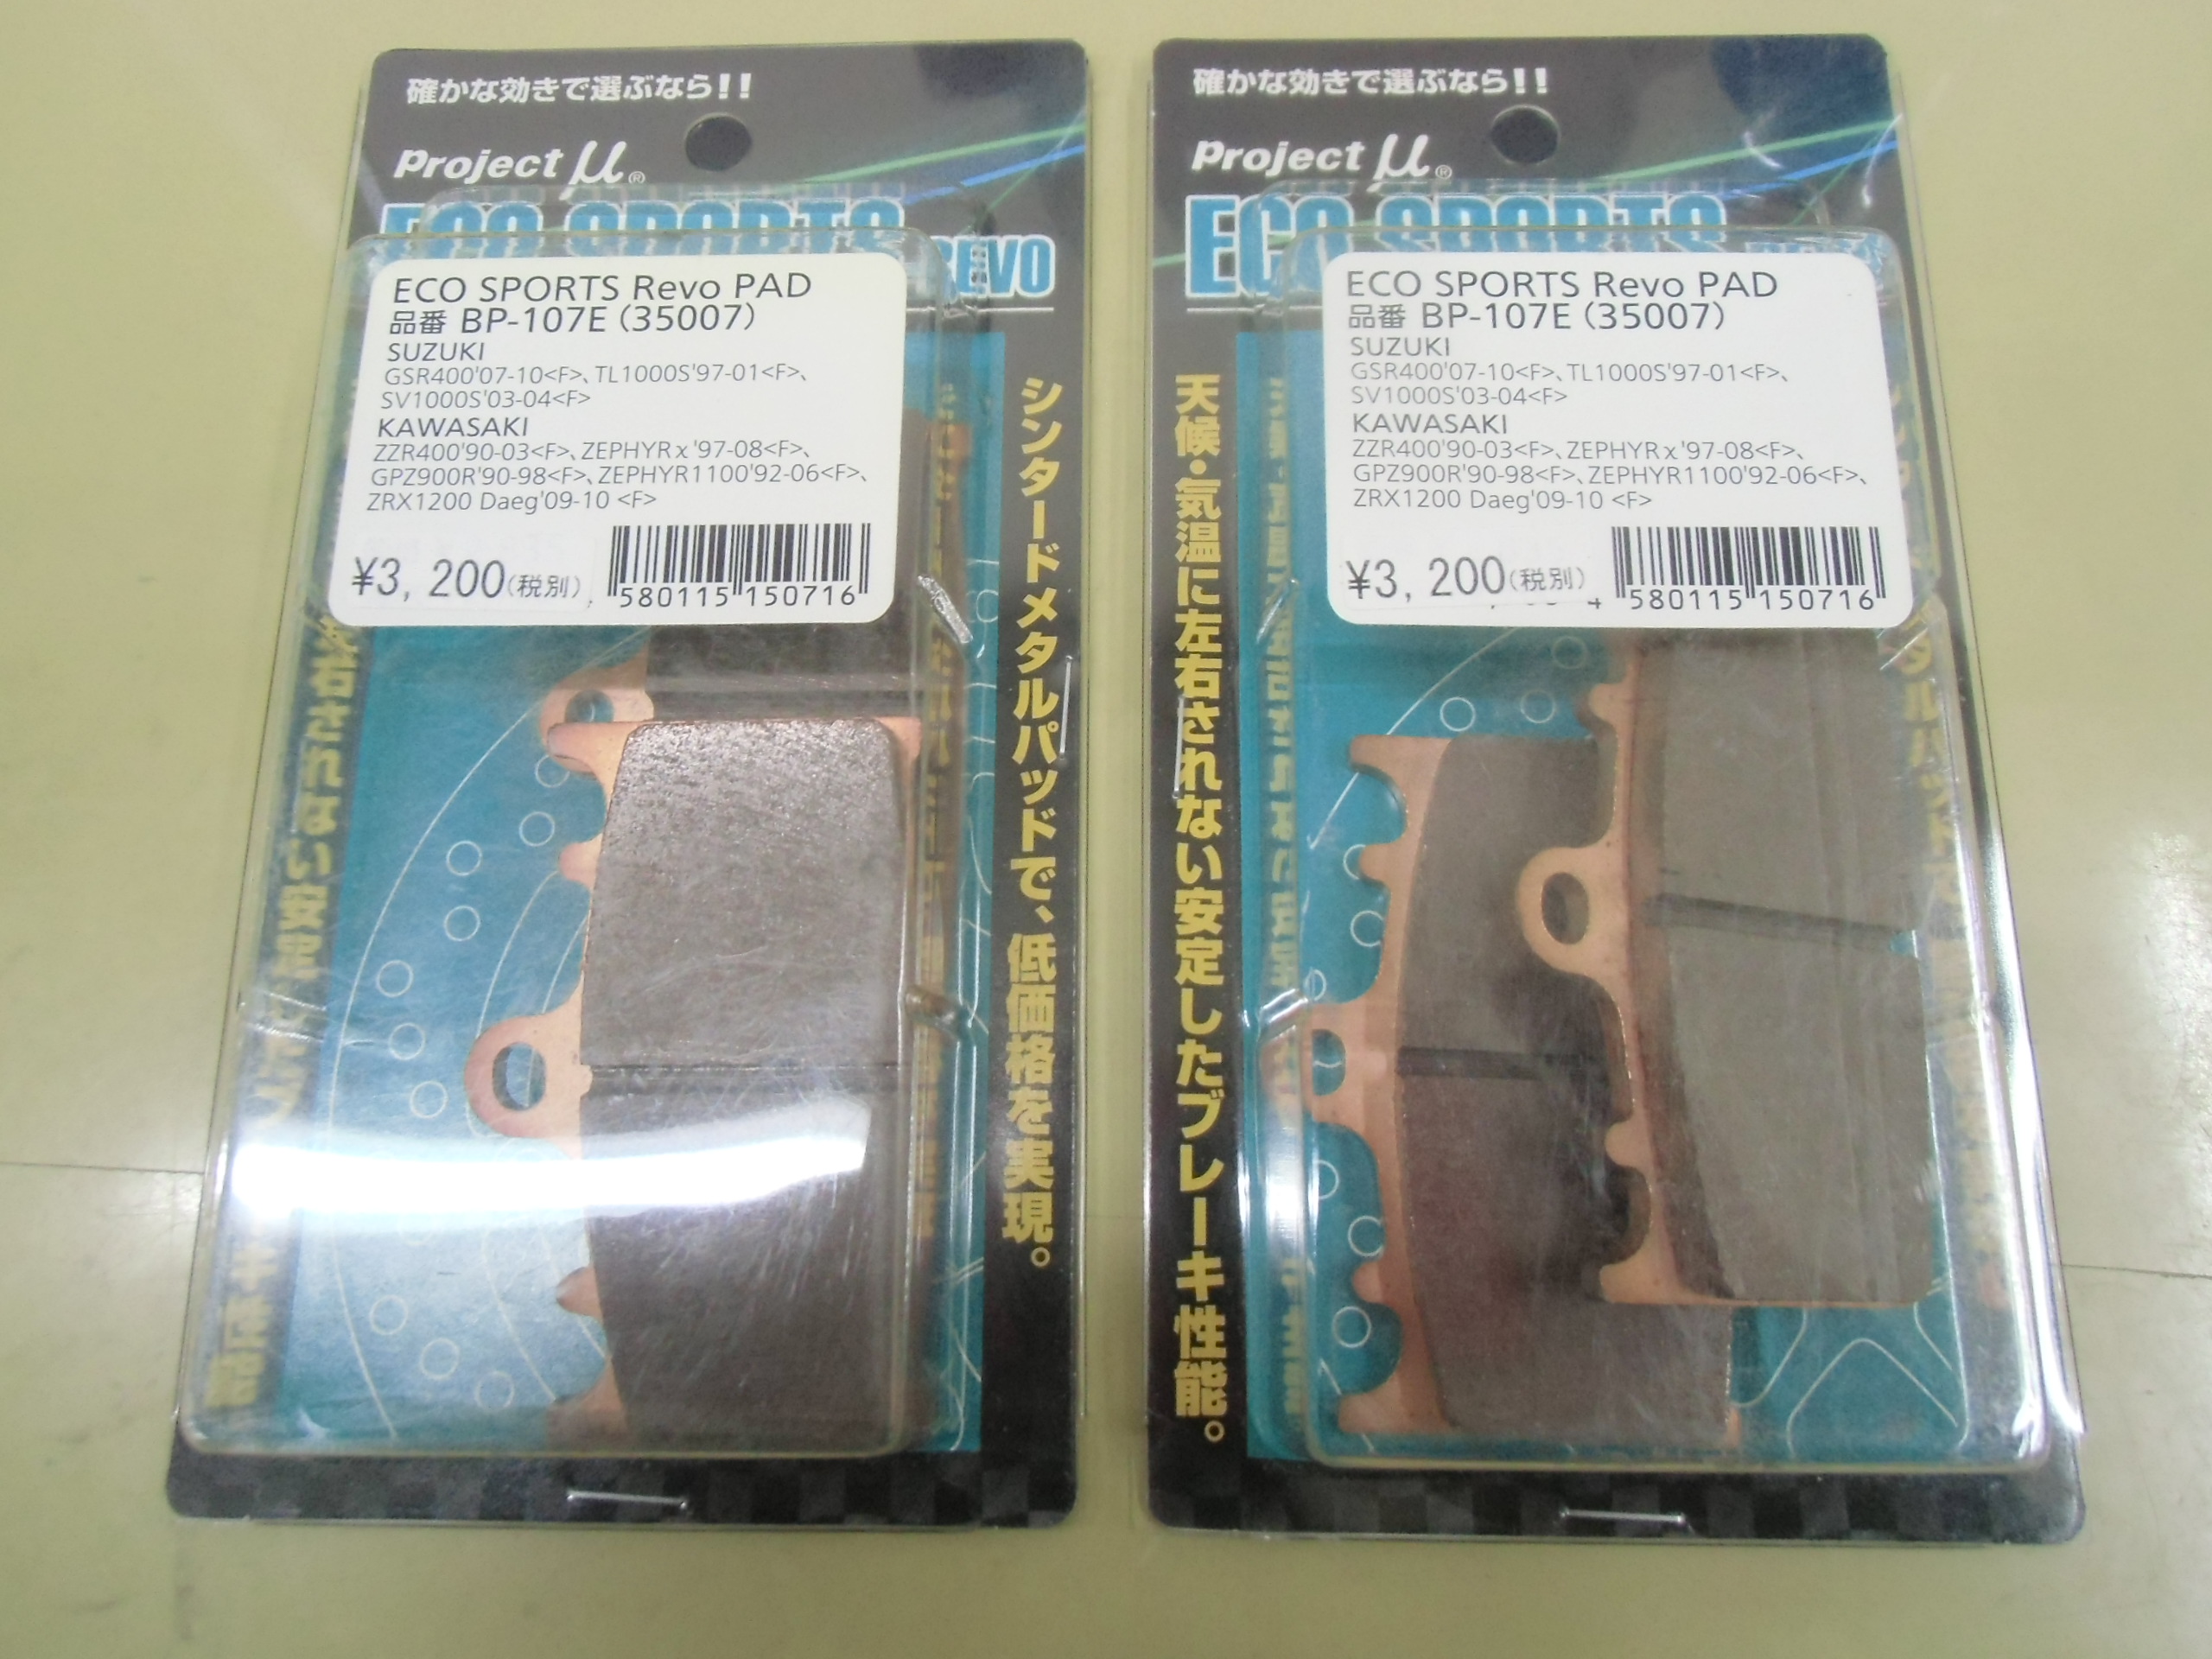 確かな効きで選ぶなら!!
Project μ®
ECO SPORTS REVO
ECO SPORTS Revo PAD
品番 BP-107E (35007)
SUZUKI
GSR400'07-10<F>、TL1000S'97-01<F>、
SV1000S'03-04<F>
KAWASAKI
ZZR400'90-03<F>、ZEPHYRχ'97-08<F>、
GPZ900R'90-98<F>、ZEPHYR1100'92-06<F>、
ZRX1200 Daeg'09-10 <F>
¥3, 200(税別)
580115 150716
シンタードメタルパッドで、低価格を実現。
確かな効きで選ぶなら!!
Project μ®
ECO SPORTS
ECO SPORTS Revo PAD
品番 BP-107E (35007)
SUZUKI
GSR400'07-10<F>、TL1000S'97-01<F>、
SV1000S'03-04<F>
KAWASAKI
ZZR400'90-03<F>、ZEPHYRχ'97-08<F>、
GPZ900R'90-98<F>、ZEPHYR1100'92-06<F>、
ZRX1200 Daeg'09-10 <F>
¥3, 200(税別)
580115 150716
天候・気温に左右されない安定したブレーキ性能。